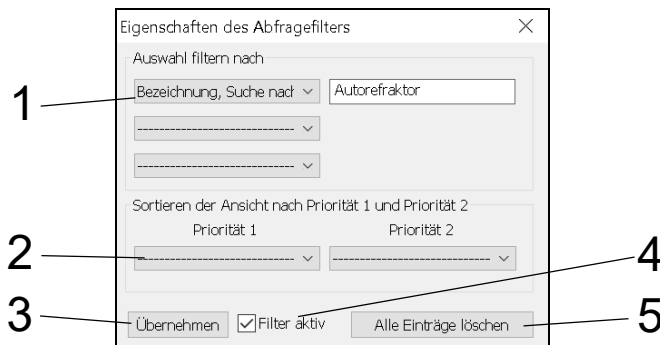 Eigenschaften des Abfragefilters
Auswahl filtern nach
1 Bezeichnung, Suche nach Autorefraktor
-----------------------------
-----------------------------
Sortieren der Ansicht nach Priorität 1 und Priorität 2
Priorität 1 Priorität 2
2 ----------------------------- -----------------------------
4
3 Übernehmen Filter aktiv Alle Einträge löschen 5